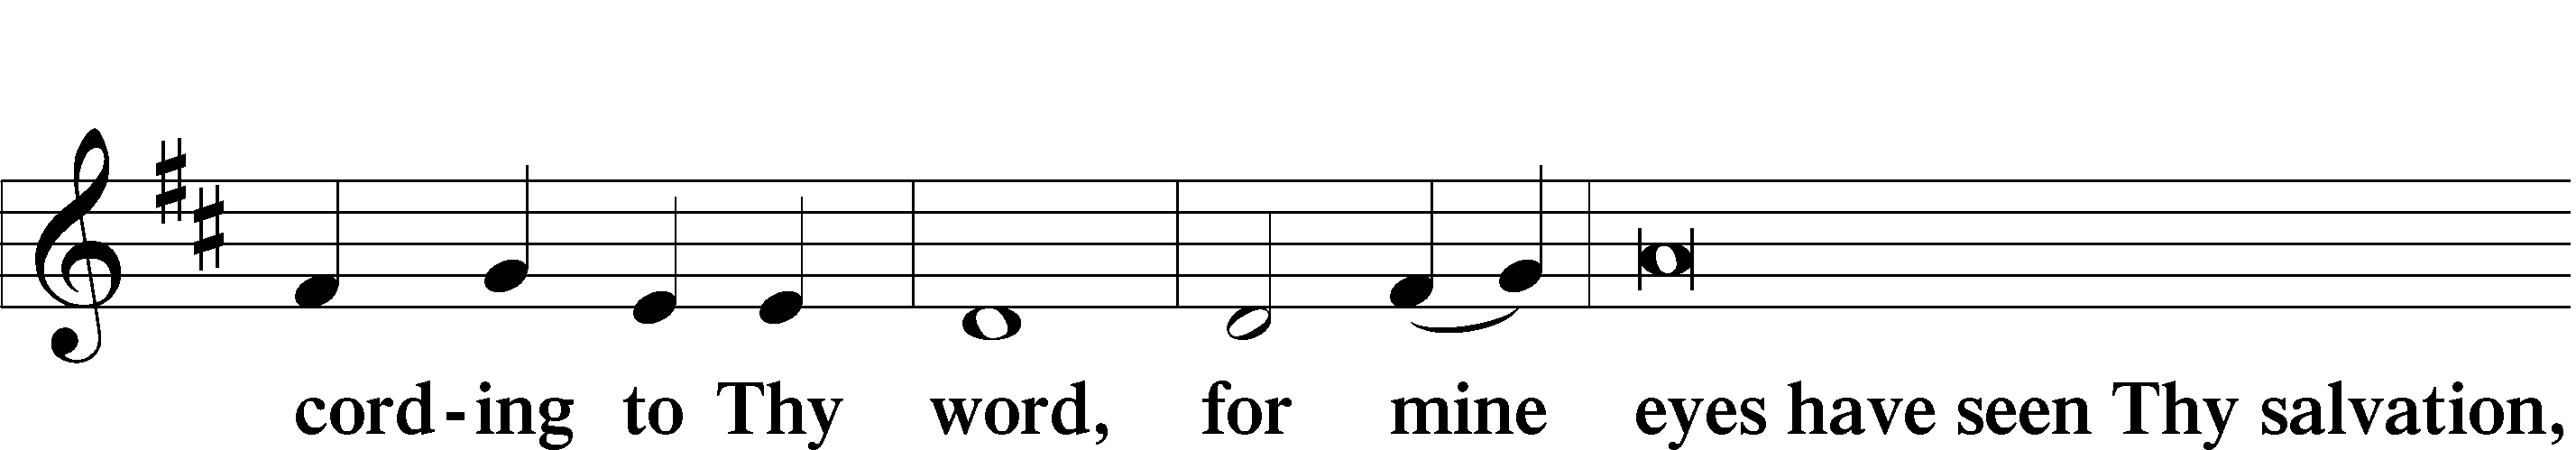 cord-ing to Thy word, for mine eyes have seen Thy salvation,